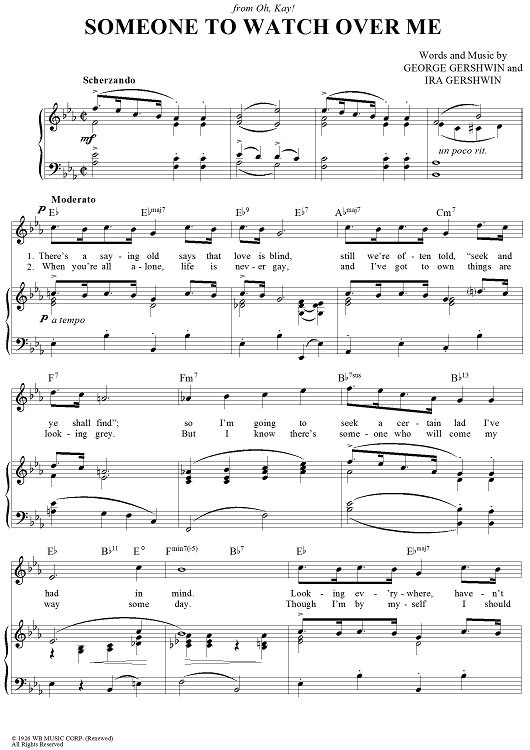 from Oh, Kay!
SOMEONE TO WATCH OVER ME
Words and Music by
GEORGE GERSHWIN and
IRA GERSHWIN
Scherzando
mf
un poco rit.
Moderato
p E♭ E♭maj7 E♭9 E♭7 A♭maj7 Cm7
1. There's a say - ing old says that love is blind, still we're of - ten told, "seek and
2. When you're all a - lone, life is nev - er gay, and I've got to own things are
p a tempo
F7 Fm7 B♭7sus B♭13
ye shall find"; so I'm going to seek a cer - tain lad I've
look - ing grey. But I know there's some - one who will come my
E♭ B♭11 E° Fmin7(♭5) B♭7 E♭ E♭maj7
had in mind. Look - ing ev - 'ry - where, have - n't
way some day. Though I'm by my - self I should
© 1926 WB MUSIC CORP. (Renewed)
All Rights Reserved